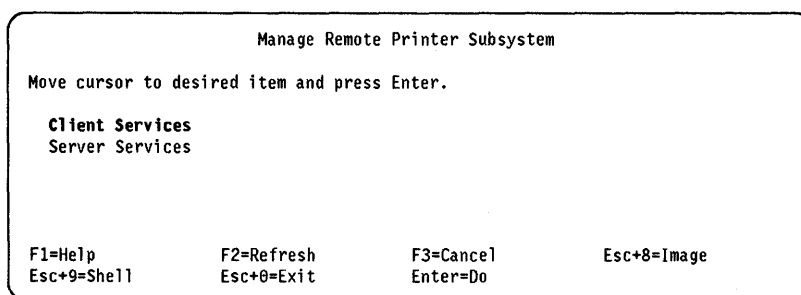 Manage Remote Printer Subsystem
Move cursor to desired item and press Enter.
Client Services
Server Services
F1=Help F2=Refresh F3=Cancel Esc+8=Image
Esc+9=Shell Esc+0=Exit Enter=Do